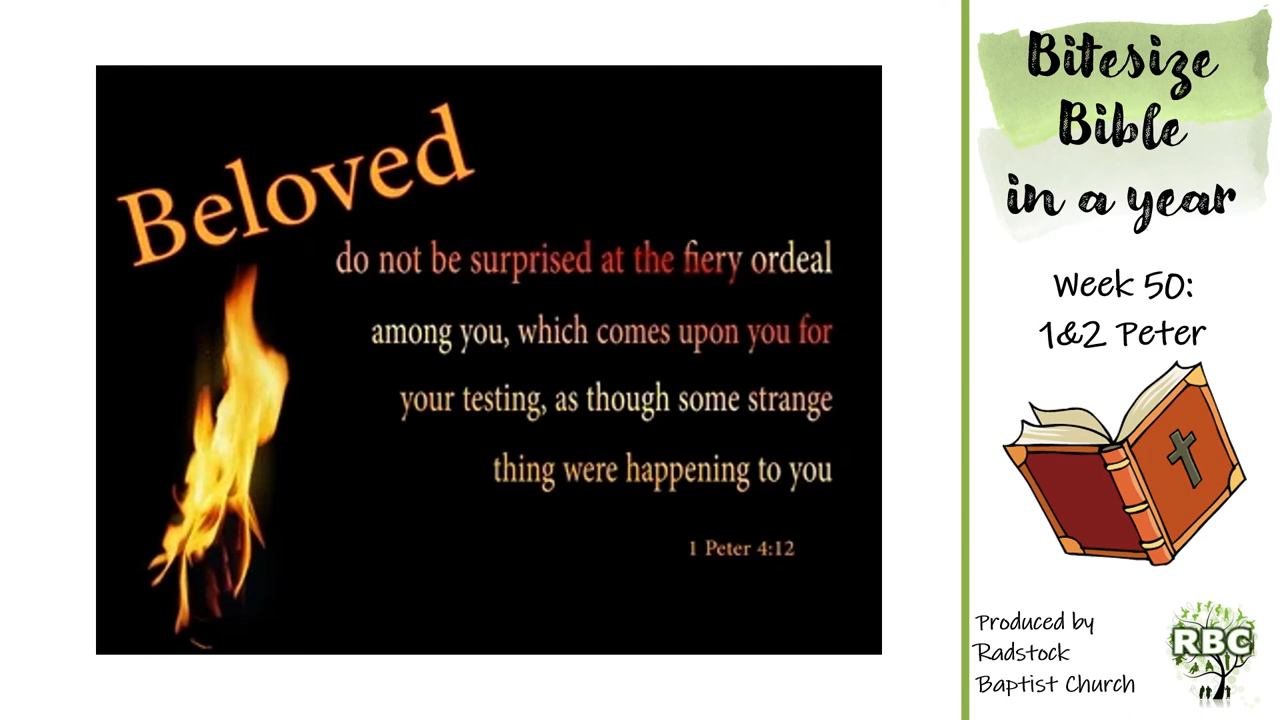 Beloved
do not be surprised at the fiery ordeal
among you, which comes upon you for
your testing, as though some strange
thing were happening to you
1 Peter 4:12
Bitesize
Bible
in a year
Week 50:
1&2 Peter
Produced by
Radstock
Baptist Church
RBC